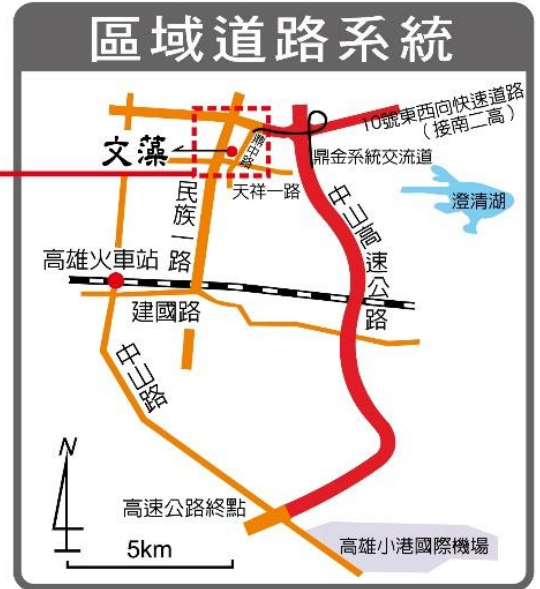 區域道路系統
10號東西向快速道路
（接南二高）
文藻
鼎中路
鼎金系統交流道
天祥一路
澄清湖
民族一路
中山高速公路
高雄火車站
建國路
中山路
N
高速公路終點
5km
高雄小港國際機場